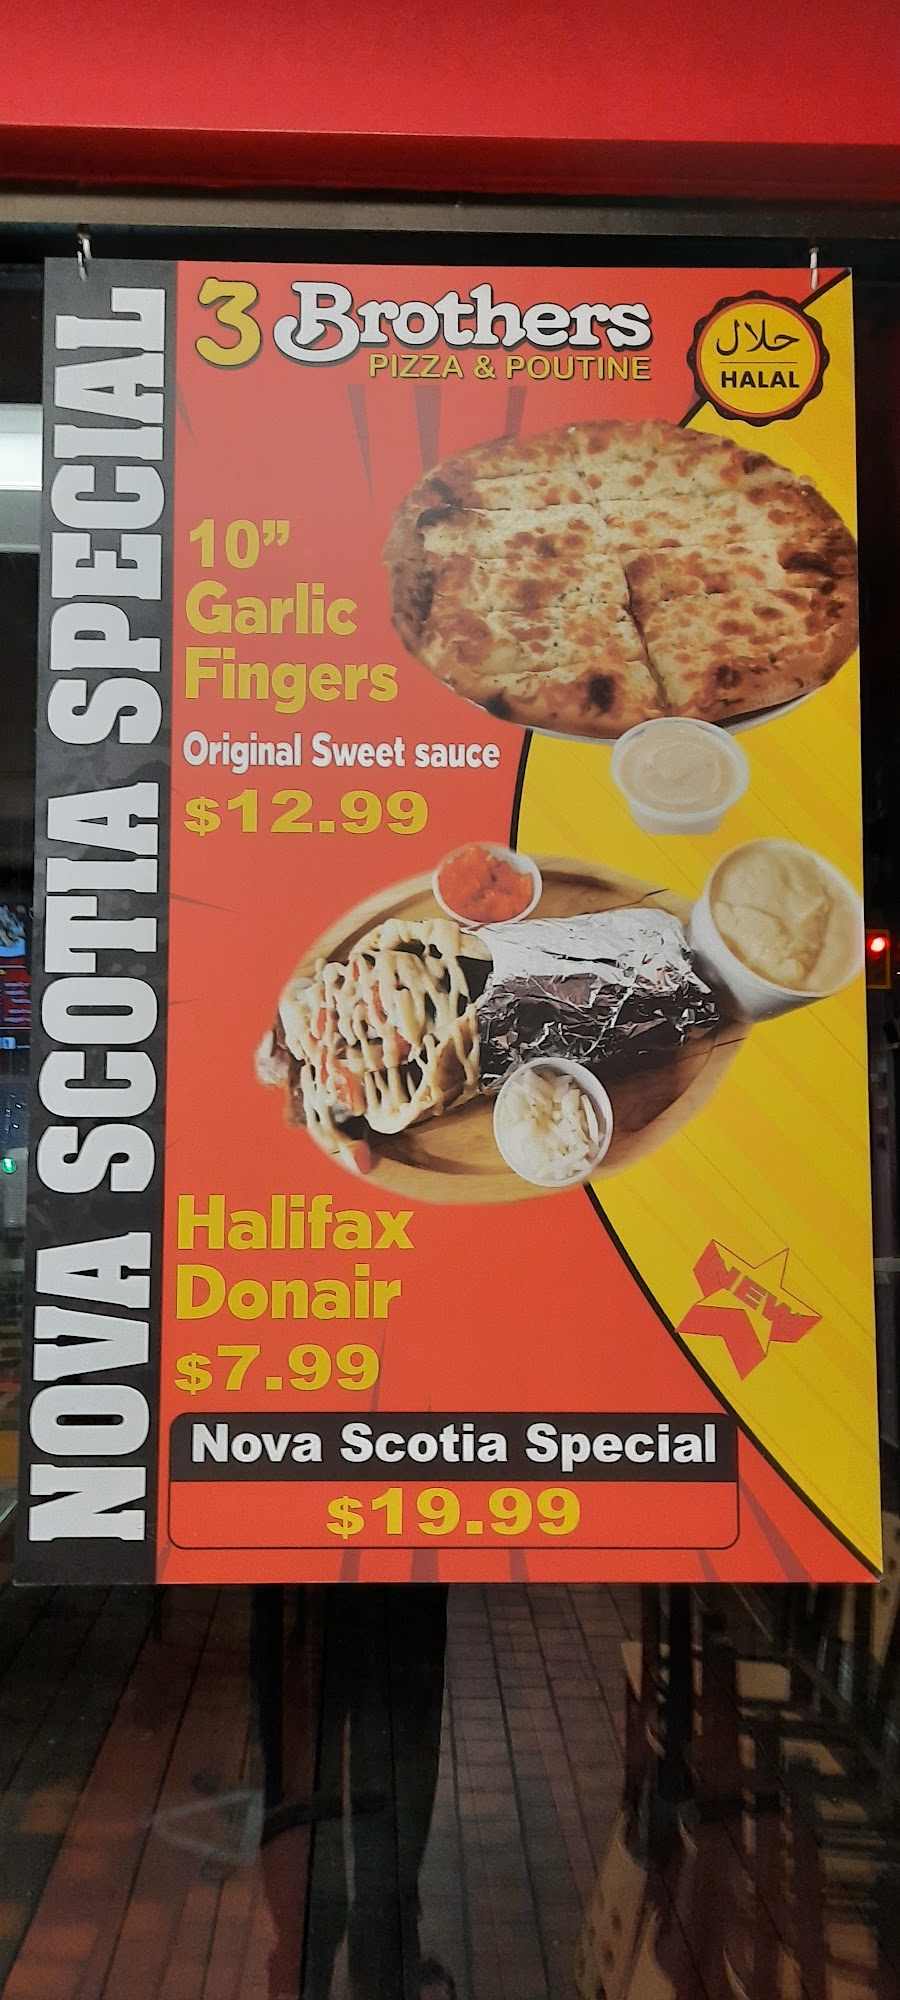 NOVA SCOTIA SPECIAL
3 Brothers
PIZZA & POUTINE
حلال
HALAL
10”
Garlic
Fingers
Original Sweet sauce
$12.99
Halifax
Donair
$7.99
NEW
Nova Scotia Special
$19.99